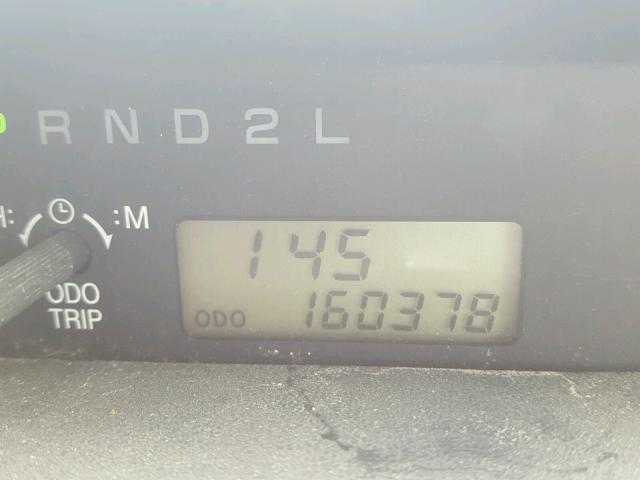 P R N D 2 L
H: :M
145
ODO TRIP
ODO 160378